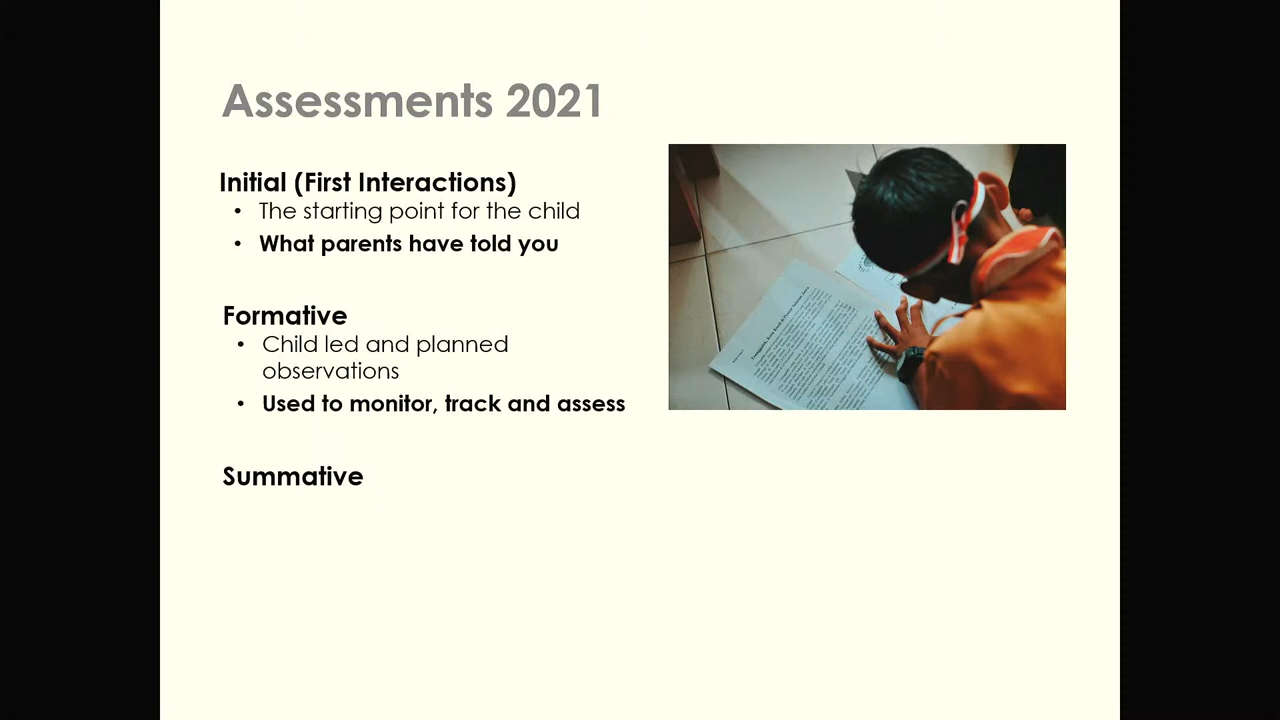 Assessments 2021
Initial (First Interactions)
• The starting point for the child
• What parents have told you
Formative
• Child led and planned
observations
• Used to monitor, track and assess
Summative